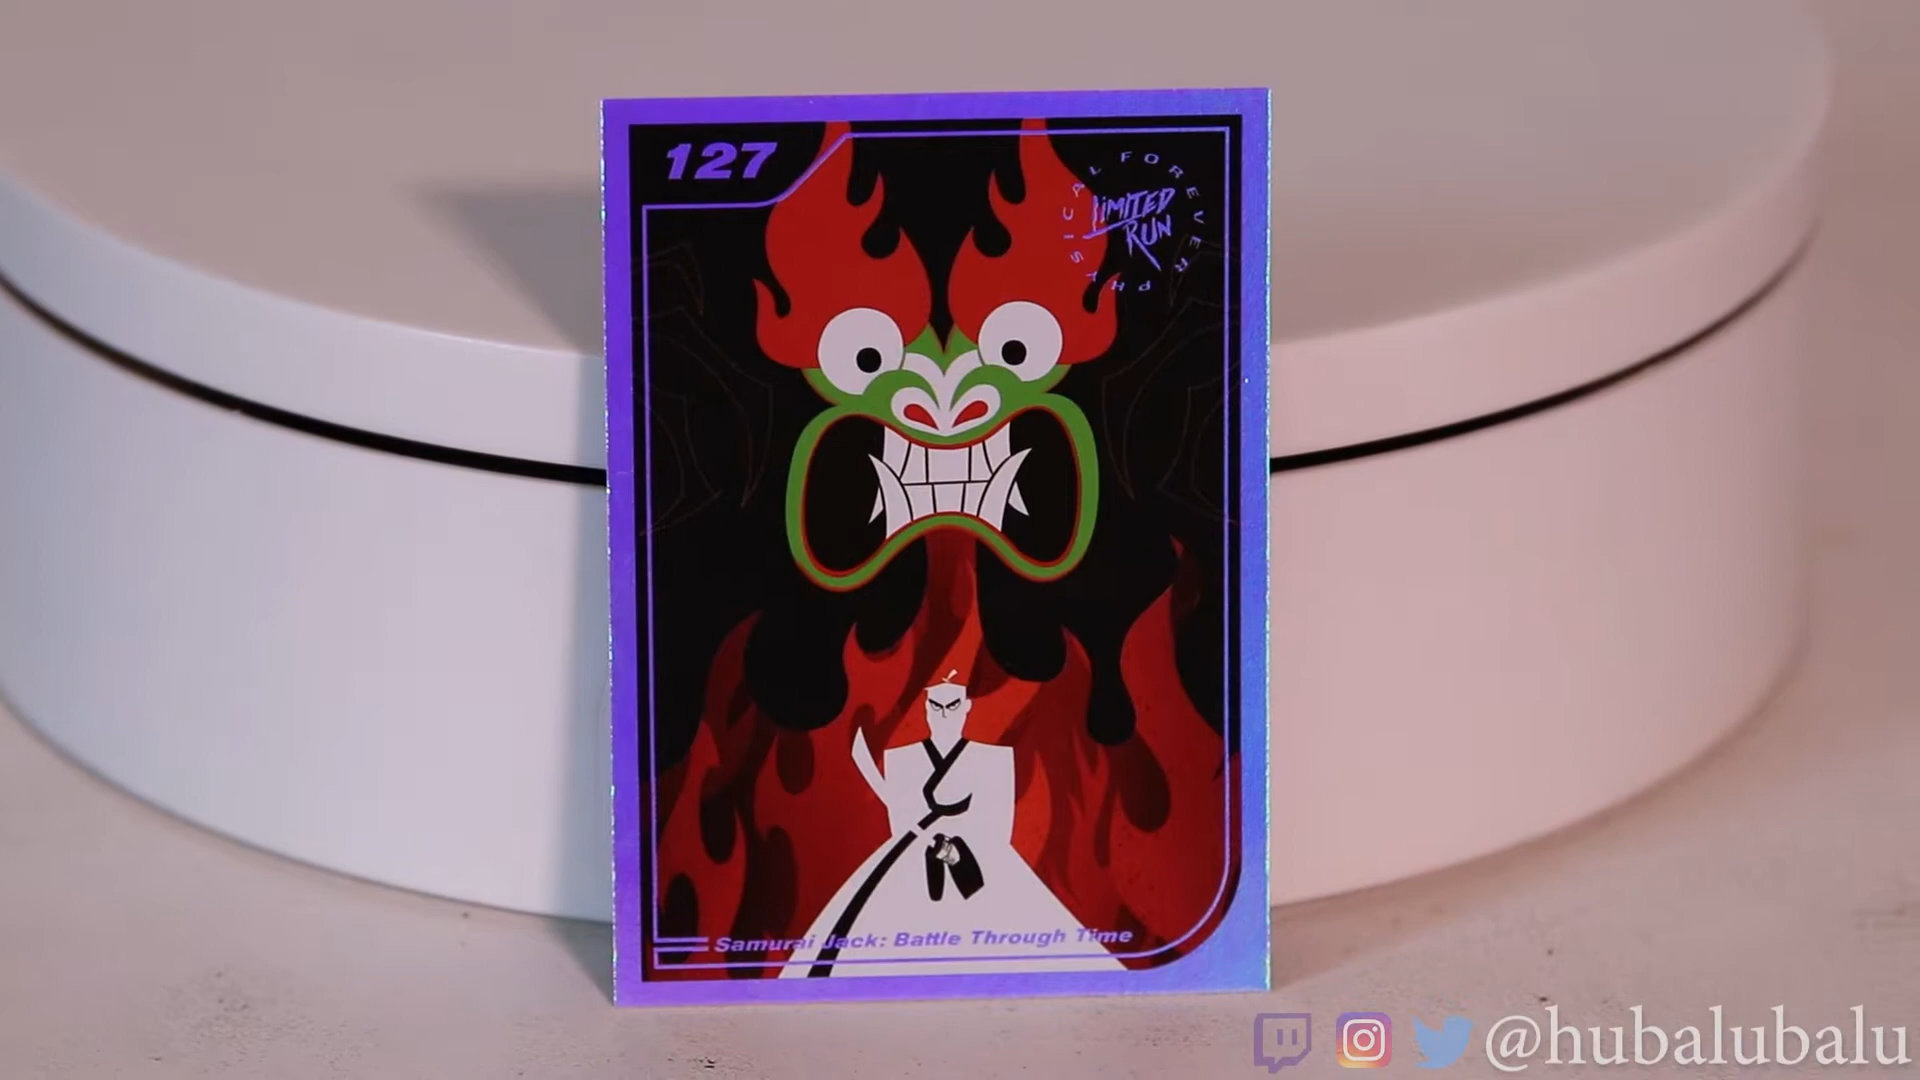 127
PHYSICAL FOREVER
LIMITED
RUN
Samurai Jack: Battle Through Time
@hubalubalu